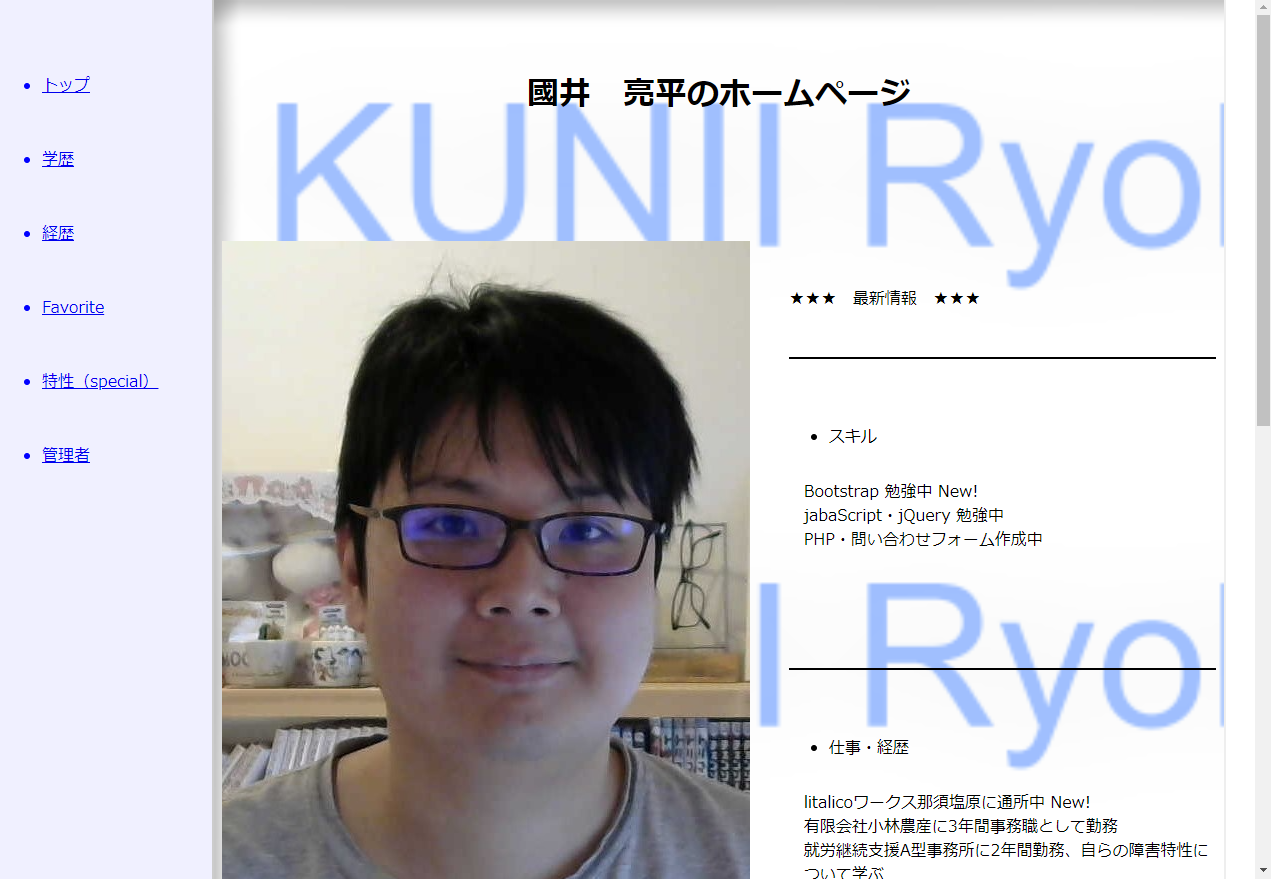 トップ
学歴
経歴
Favorite
特性（special）
管理者
國井　亮平のホームページ
KUNII Ryo
★★★　最新情報　★★★
スキル
Bootstrap 勉強中 New!
jabaScript・jQuery 勉強中
PHP・問い合わせフォーム作成中
I Ryo
仕事・経歴
litalicoワークス那須塩原に通所中 New!
有限会社小林農産に3年間事務職として勤務
就労継続支援A型事務所に2年間勤務、自らの障害特性に
ついて学ぶ